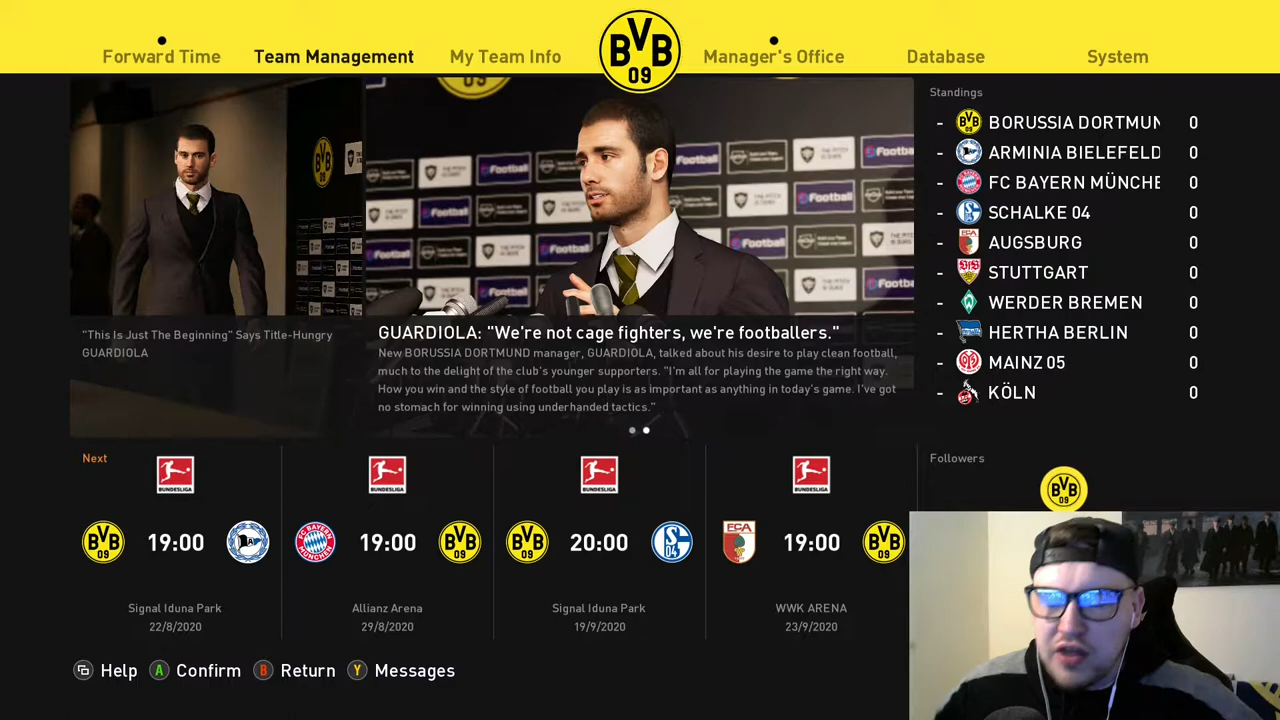 Forward Time
Team Management
My Team Info
BVB
09
Manager's Office
Database
System
"This Is Just The Beginning" Says Title-Hungry
GUARDIOLA
GUARDIOLA: "We're not cage fighters, we're footballers."
New BORUSSIA DORTMUND manager, GUARDIOLA, talked about his desire to play clean football,
much to the delight of the club's younger supporters. "I'm all for playing the game the right way.
How you win and the style of football you play is as important as anything in today's game. I've got
no stomach for winning using underhanded tactics."
Standings
- BORUSSIA DORTMUN 0
- ARMINIA BIELEFELD 0
- FC BAYERN MÜNCHE 0
- SCHALKE 04 0
- AUGSBURG 0
- STUTTGART 0
- WERDER BREMEN 0
- HERTHA BERLIN 0
- MAINZ 05 0
- KÖLN 0
Next
BUNDESLIGA
19:00
Signal Iduna Park
22/8/2020
BUNDESLIGA
19:00
Allianz Arena
29/8/2020
BUNDESLIGA
20:00
Signal Iduna Park
19/9/2020
BUNDESLIGA
19:00
WWK ARENA
23/9/2020
Followers
BVB
09
Help
A Confirm
B Return
Y Messages